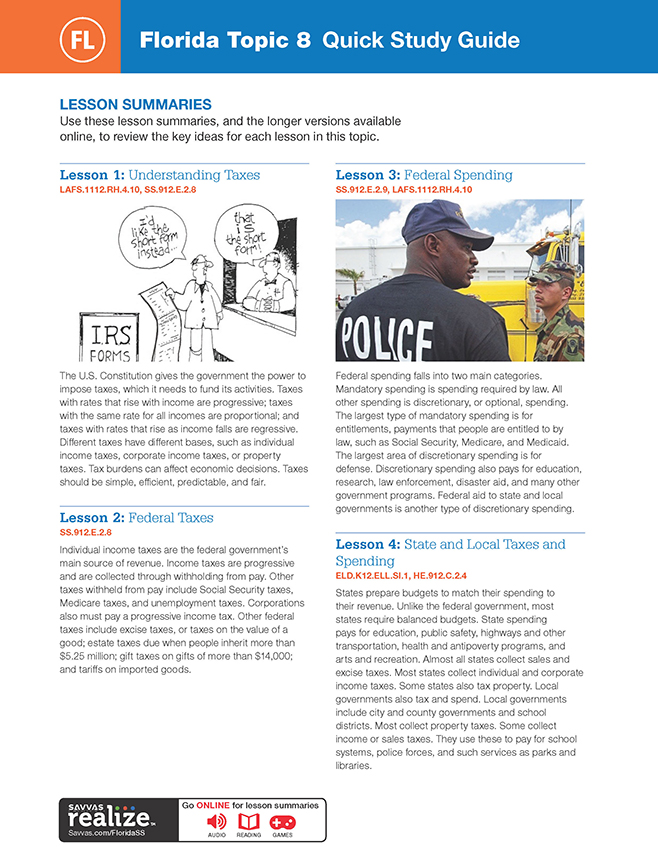 FL
Florida Topic 8 Quick Study Guide
LESSON SUMMARIES
Use these lesson summaries, and the longer versions available
online, to review the key ideas for each lesson in this topic.
Lesson 1: Understanding Taxes
LAFS.1112.RH.4.10, SS.912.E.2.8
I'd
like the
short form
instead...
that
IS
the short
form!
IRS
FORMS
The U.S. Constitution gives the government the power to
impose taxes, which it needs to fund its activities. Taxes
with rates that rise with income are progressive; taxes
with the same rate for all incomes are proportional; and
taxes with rates that rise as income falls are regressive.
Different taxes have different bases, such as individual
income taxes, corporate income taxes, or property
taxes. Tax burdens can affect economic decisions. Taxes
should be simple, efficient, predictable, and fair.
Lesson 2: Federal Taxes
SS.912.E.2.8
Individual income taxes are the federal government's
main source of revenue. Income taxes are progressive
and are collected through withholding from pay. Other
taxes withheld from pay include Social Security taxes,
Medicare taxes, and unemployment taxes. Corporations
also must pay a progressive income tax. Other federal
taxes include excise taxes, or taxes on the value of a
good; estate taxes due when people inherit more than
$5.25 million; gift taxes on gifts of more than $14,000;
and tariffs on imported goods.
Lesson 3: Federal Spending
SS.912.E.2.9, LAFS.1112.RH.4.10
POLICE
Federal spending falls into two main categories.
Mandatory spending is spending required by law. All
other spending is discretionary, or optional, spending.
The largest type of mandatory spending is for
entitlements, payments that people are entitled to by
law, such as Social Security, Medicare, and Medicaid.
The largest area of discretionary spending is for
defense. Discretionary spending also pays for education,
research, law enforcement, disaster aid, and many other
government programs. Federal aid to state and local
governments is another type of discretionary spending.
Lesson 4: State and Local Taxes and
Spending
ELD.K12.ELL.SI.1, HE.912.C.2.4
States prepare budgets to match their spending to
their revenue. Unlike the federal government, most
states require balanced budgets. State spending
pays for education, public safety, highways and other
transportation, health and antipoverty programs, and
arts and recreation. Almost all states collect sales and
excise taxes. Most states collect individual and corporate
income taxes. Some states also tax property. Local
governments also tax and spend. Local governments
include city and county governments and school
districts. Most collect property taxes. Some collect
income or sales taxes. They use these to pay for school
systems, police forces, and such services as parks and
libraries.
SAVVAS
realize™
Savvas.com/FloridaSS
Go ONLINE for lesson summaries
AUDIO READING GAMES